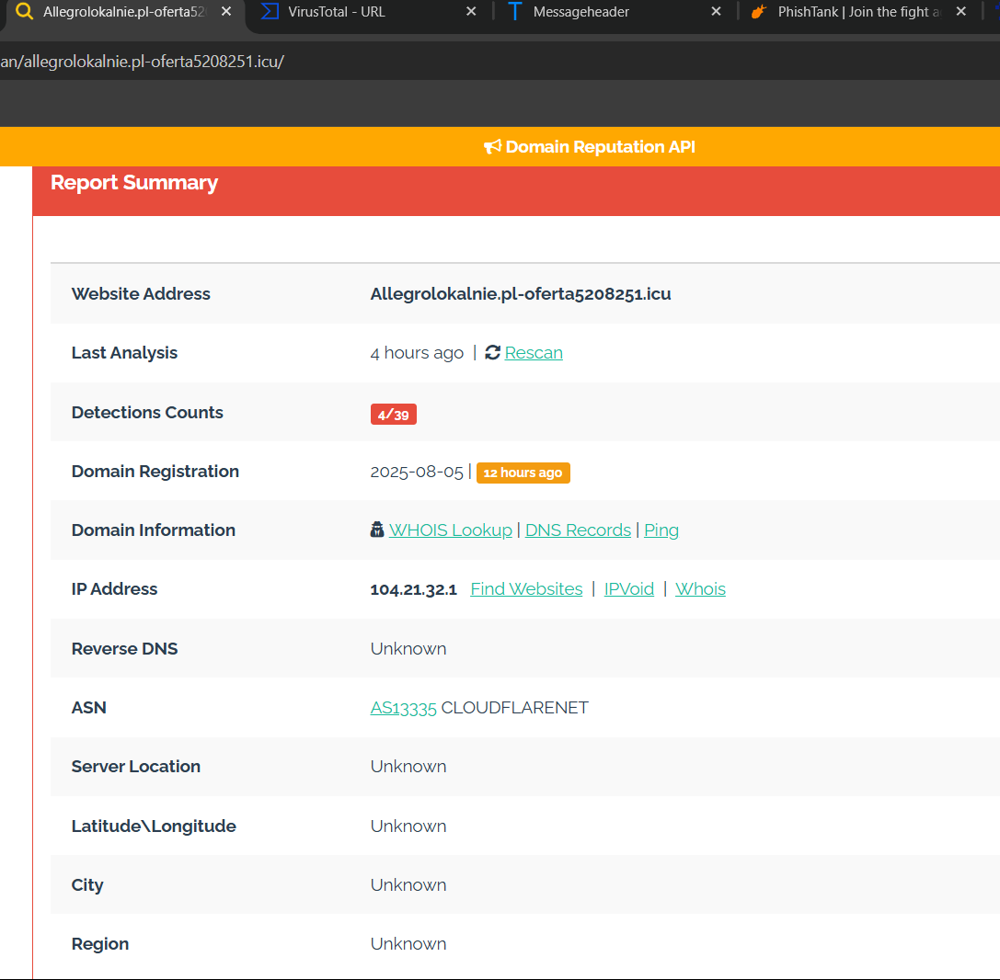 Allegrolokalnie.pl-oferta52
VirusTotal - URL
Messageheader
PhishTank | Join the fight a
an/allegrolokalnie.pl-oferta5208251.icu/
Domain Reputation API
Report Summary
Website Address Allegrolokalnie.pl-oferta5208251.icu
Last Analysis 4 hours ago | Rescan
Detections Counts 4/39
Domain Registration 2025-08-05 | 12 hours ago
Domain Information WHOIS Lookup | DNS Records | Ping
IP Address 104.21.32.1 Find Websites | IPVoid | Whois
Reverse DNS Unknown
ASN AS13335 CLOUDFLARENET
Server Location Unknown
Latitude\Longitude Unknown
City Unknown
Region Unknown